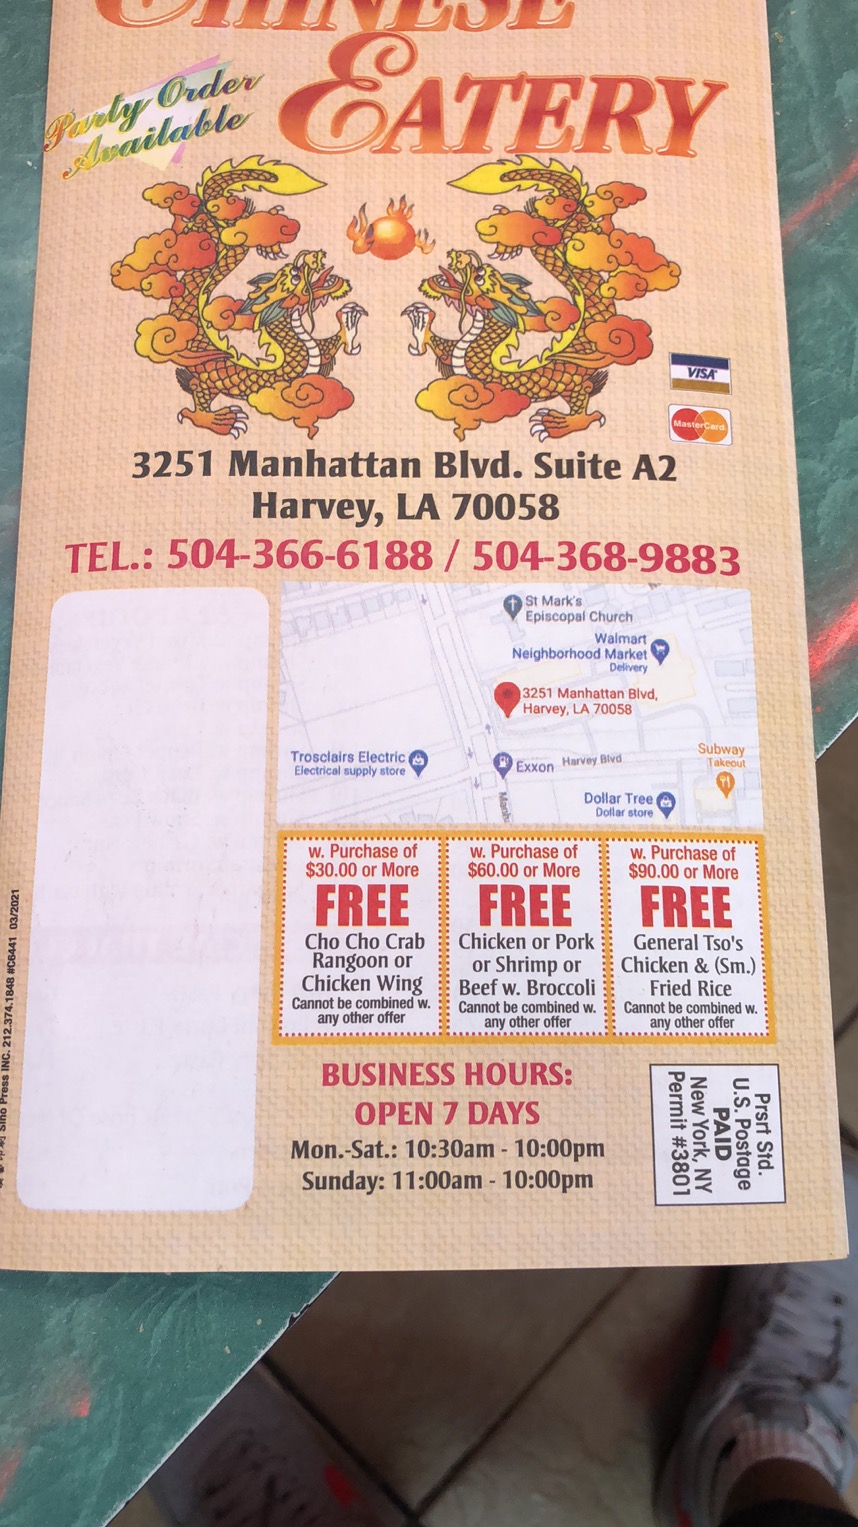 CHINESE
EATERY
Party Order
Available
VISA
MasterCard
3251 Manhattan Blvd. Suite A2
Harvey, LA 70058
TEL.: 504-366-6188 / 504-368-9883
St Mark's
Episcopal Church
Walmart
Neighborhood Market
Delivery
3251 Manhattan Blvd,
Harvey, LA 70058
Trosclairs Electric
Electrical supply store
Exxon
Harvey Blvd
Subway
Takeout
Dollar Tree
Dollar store
w. Purchase of
$30.00 or More
FREE
Cho Cho Crab
Rangoon or
Chicken Wing
Cannot be combined w.
any other offer
w. Purchase of
$60.00 or More
FREE
Chicken or Pork
or Shrimp or
Beef w. Broccoli
Cannot be combined w.
any other offer
w. Purchase of
$90.00 or More
FREE
General Tso's
Chicken & (Sm.)
Fried Rice
Cannot be combined w.
any other offer
BUSINESS HOURS:
OPEN 7 DAYS
Mon.-Sat.: 10:30am - 10:00pm
Sunday: 11:00am - 10:00pm
Prsrt Std.
U.S. Postage
PAID
New York, NY
Permit #3801
Sino Press INC. 212.374.1848 #C6441 03/2021